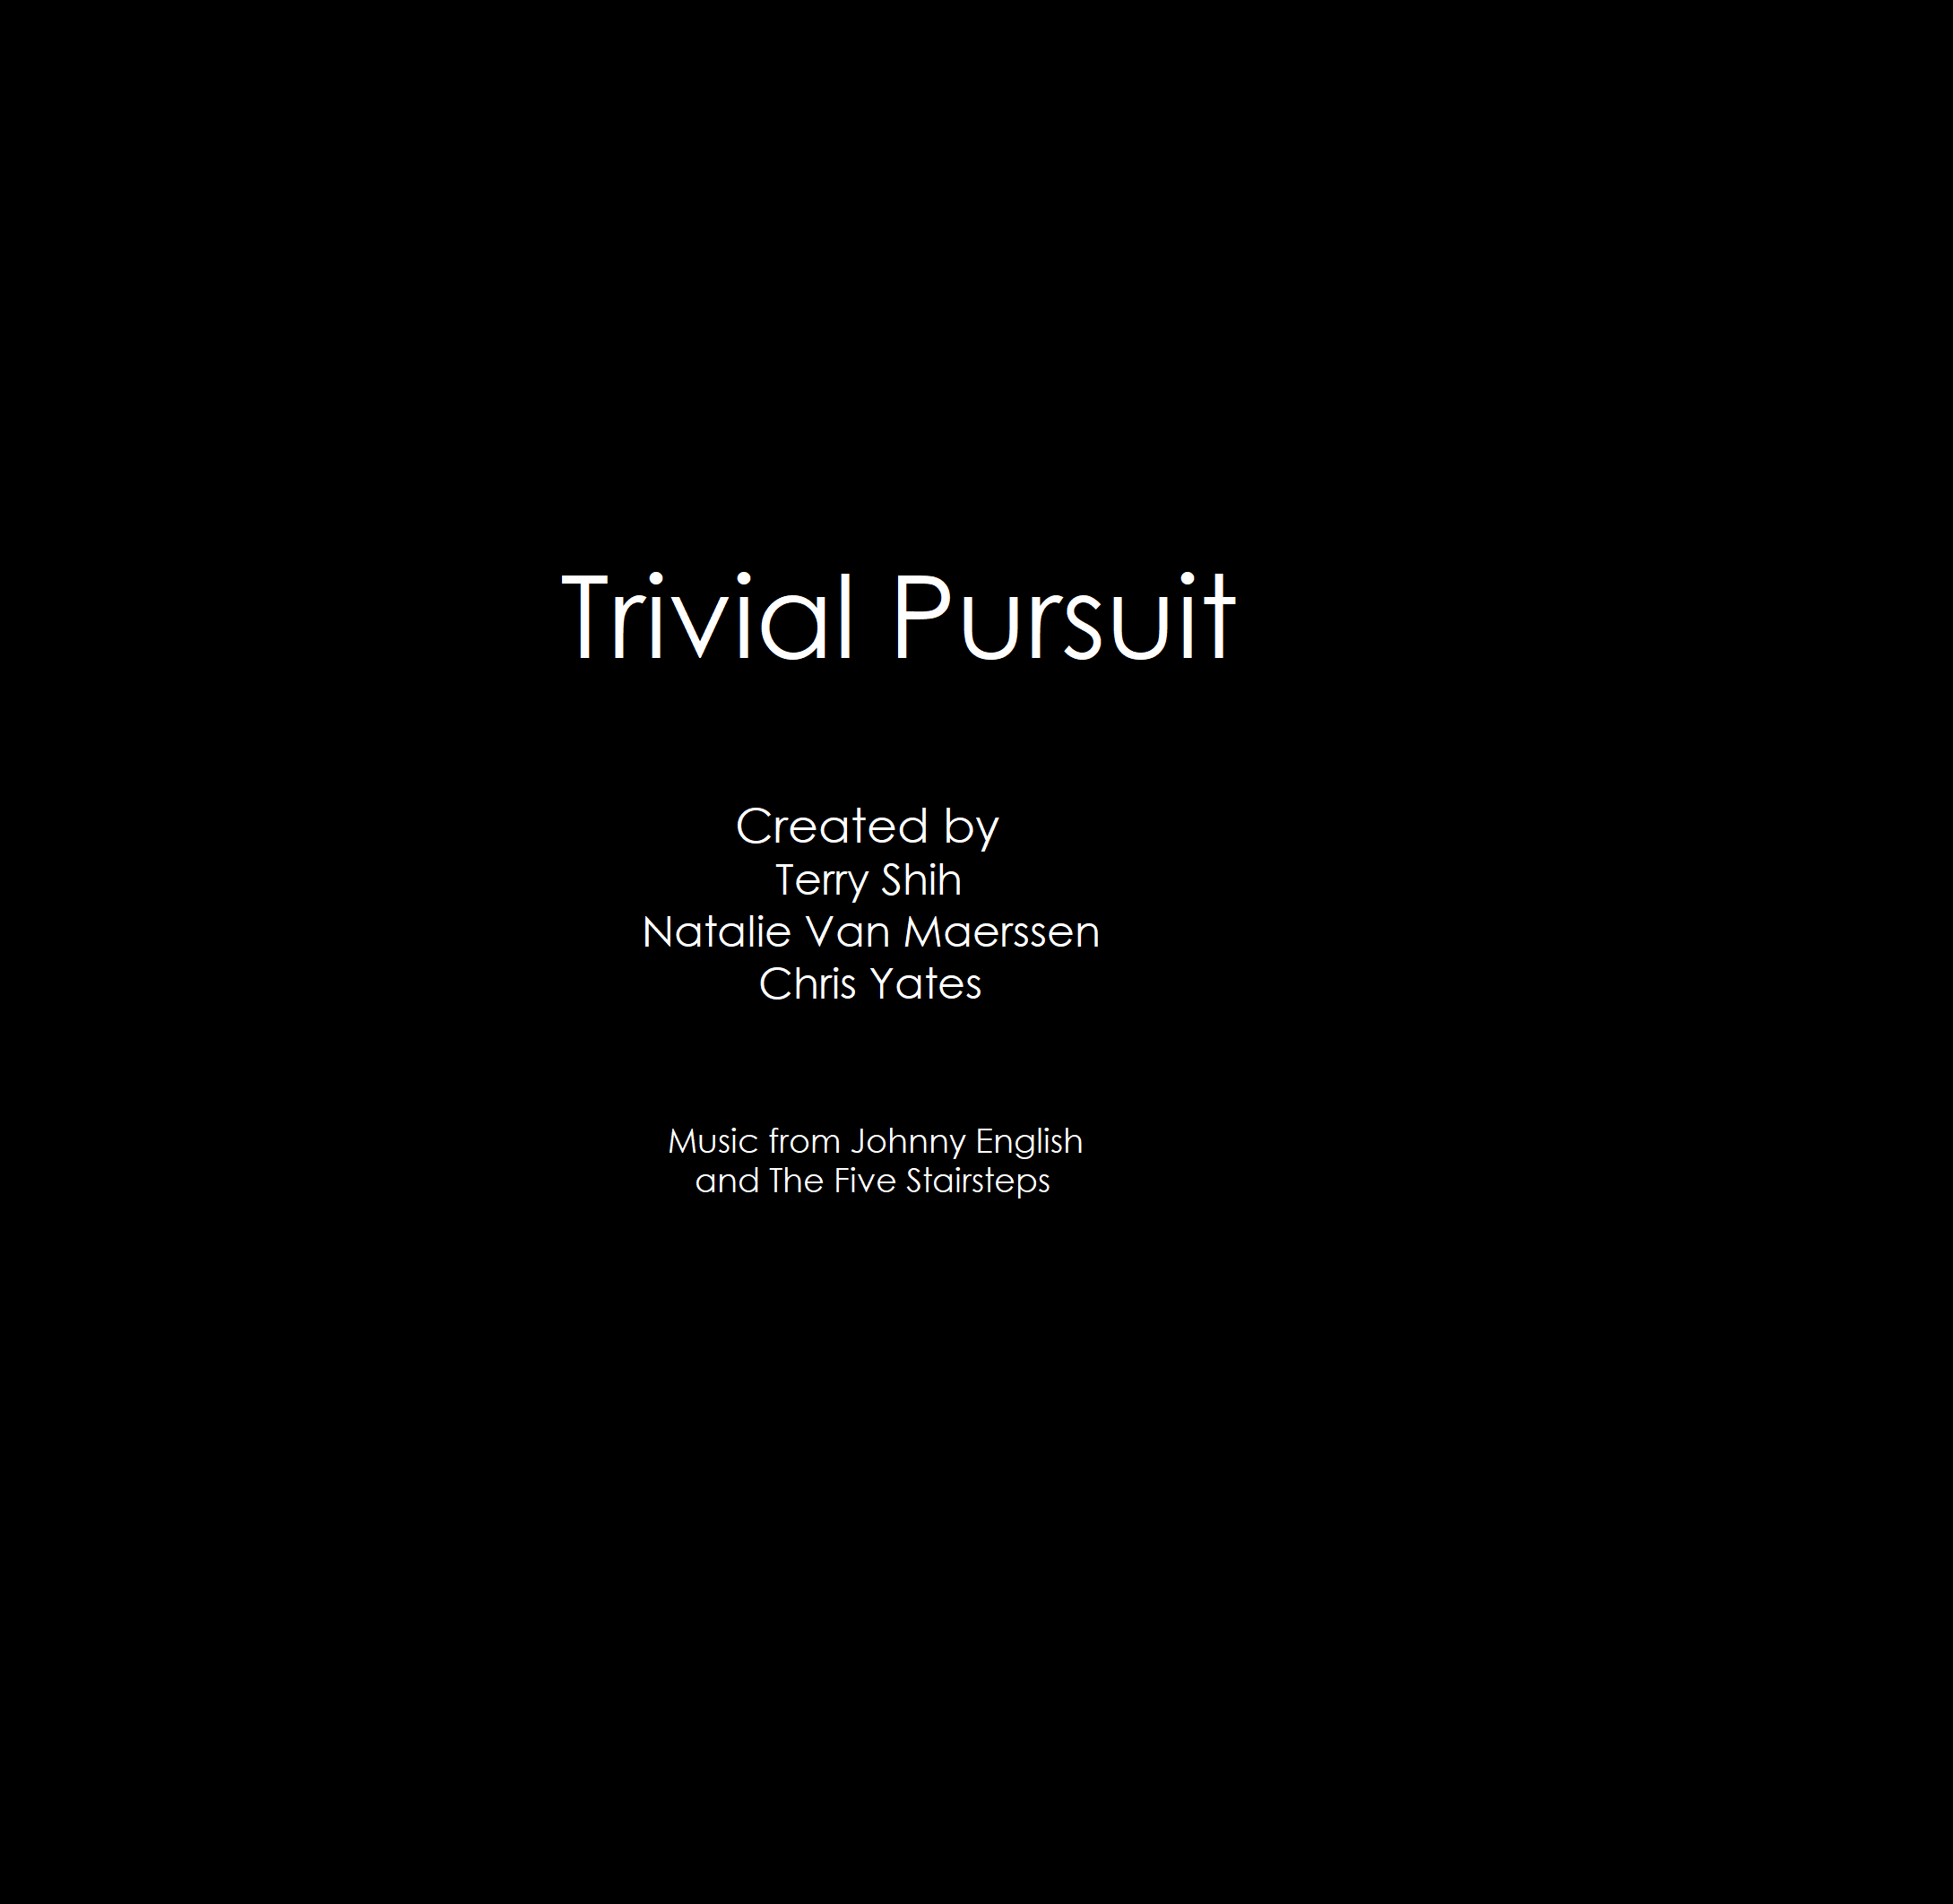 Trivial Pursuit
Created by
Terry Shih
Natalie Van Maerssen
Chris Yates
Music from Johnny English
and The Five Stairsteps